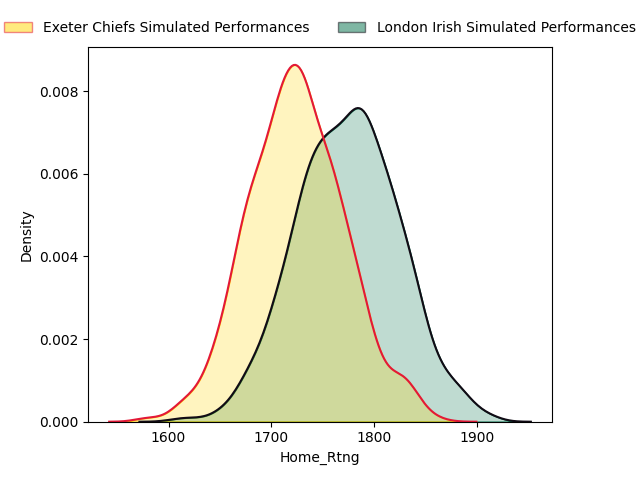 Exeter Chiefs Simulated Performances
London Irish Simulated Performances
0.008
0.006
0.004
0.002
0.000
Density
1600
1700
1800
1900
Home_Rtng